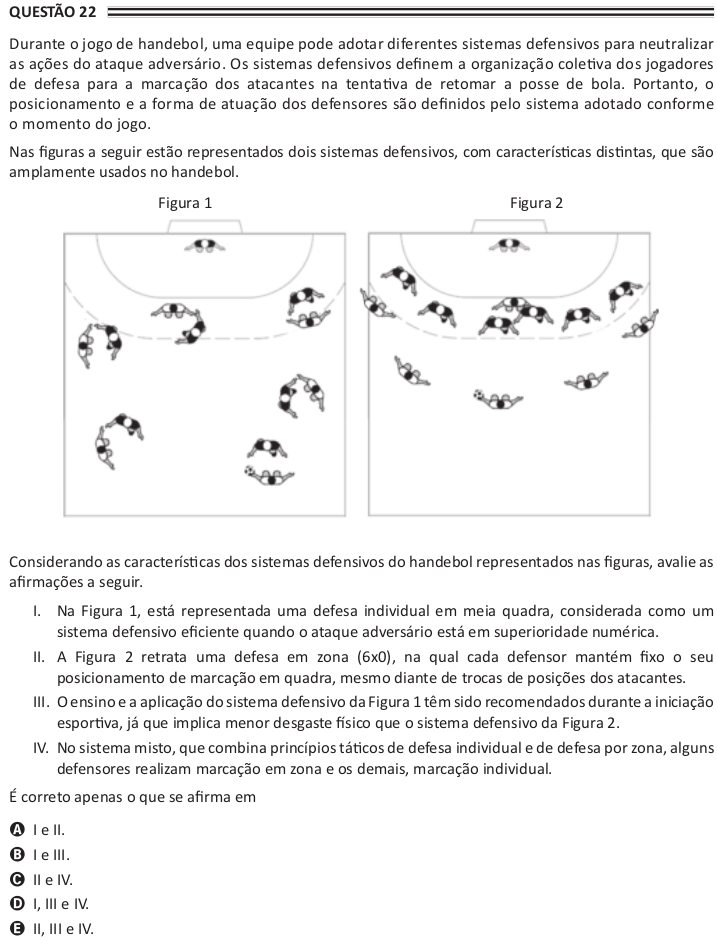 QUESTÃO 22
Durante o jogo de handebol, uma equipe pode adotar diferentes sistemas defensivos para neutralizar
as ações do ataque adversário. Os sistemas defensivos definem a organização coletiva dos jogadores
de defesa para a marcação dos atacantes na tentativa de retomar a posse de bola. Portanto, o
posicionamento e a forma de atuação dos defensores são definidos pelo sistema adotado conforme
o momento do jogo.
Nas figuras a seguir estão representados dois sistemas defensivos, com características distintas, que são
amplamente usados no handebol.
Figura 1
Figura 2
Considerando as características dos sistemas defensivos do handebol representados nas figuras, avalie as
afirmações a seguir.
I. Na Figura 1, está representada uma defesa individual em meia quadra, considerada como um
sistema defensivo eficiente quando o ataque adversário está em superioridade numérica.
II. A Figura 2 retrata uma defesa em zona (6x0), na qual cada defensor mantém fixo o seu
posicionamento de marcação em quadra, mesmo diante de trocas de posições dos atacantes.
III. O ensino e a aplicação do sistema defensivo da Figura 1 têm sido recomendados durante a iniciação
esportiva, já que implica menor desgaste físico que o sistema defensivo da Figura 2.
IV. No sistema misto, que combina princípios táticos de defesa individual e de defesa por zona, alguns
defensores realizam marcação em zona e os demais, marcação individual.
É correto apenas o que se afirma em
A I e II.
B I e III.
C II e IV.
D I, III e IV.
E II, III e IV.